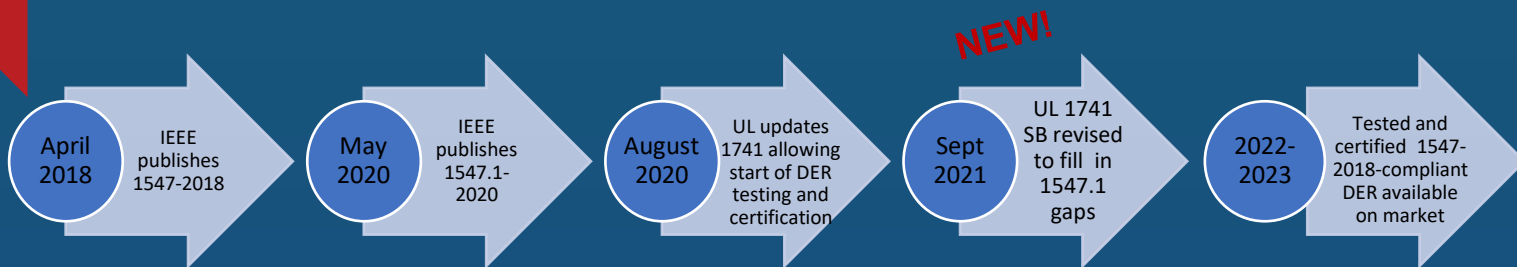 NEW!
April
2018
IEEE
publishes
1547-2018
May
2020
IEEE
publishes
1547.1-
2020
August
2020
UL updates
1741 allowing
start of DER
testing and
certification
Sept
2021
UL 1741
SB revised
to fill in
1547.1
gaps
2022-
2023
Tested and
certified 1547-
2018-compliant
DER available
on market